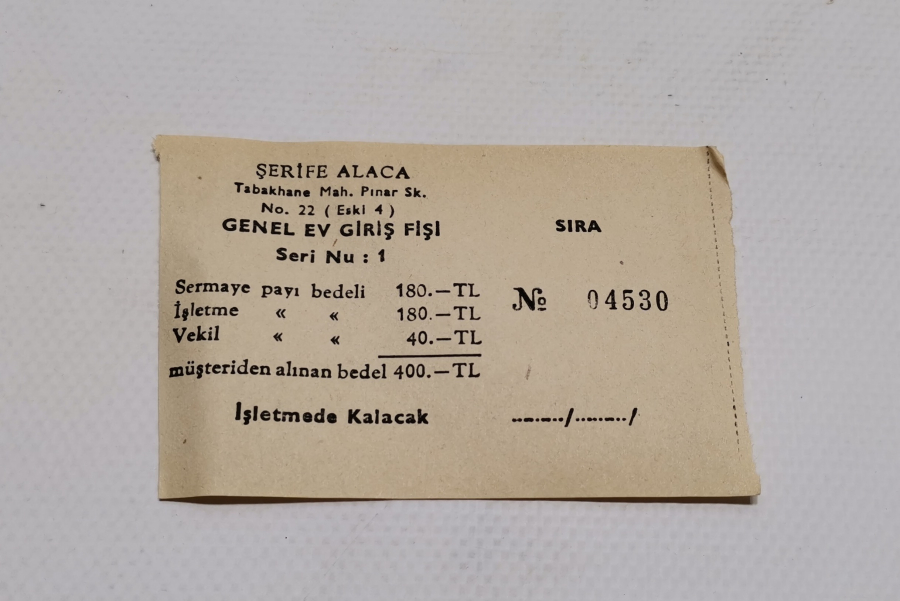 ŞERİFE ALACA
Tabakhane Mah. Pınar Sk.
No. 22 ( Eski 4 )
GENEL EV GİRİŞ FİŞİ
Seri Nu : 1
Sermaye payı bedeli 180.—TL
İşletme « « 180.—TL
Vekil « « 40.—TL
müşteriden alınan bedel 400.—TL
İşletmede Kalacak
SIRA
№ 04530
........../........./